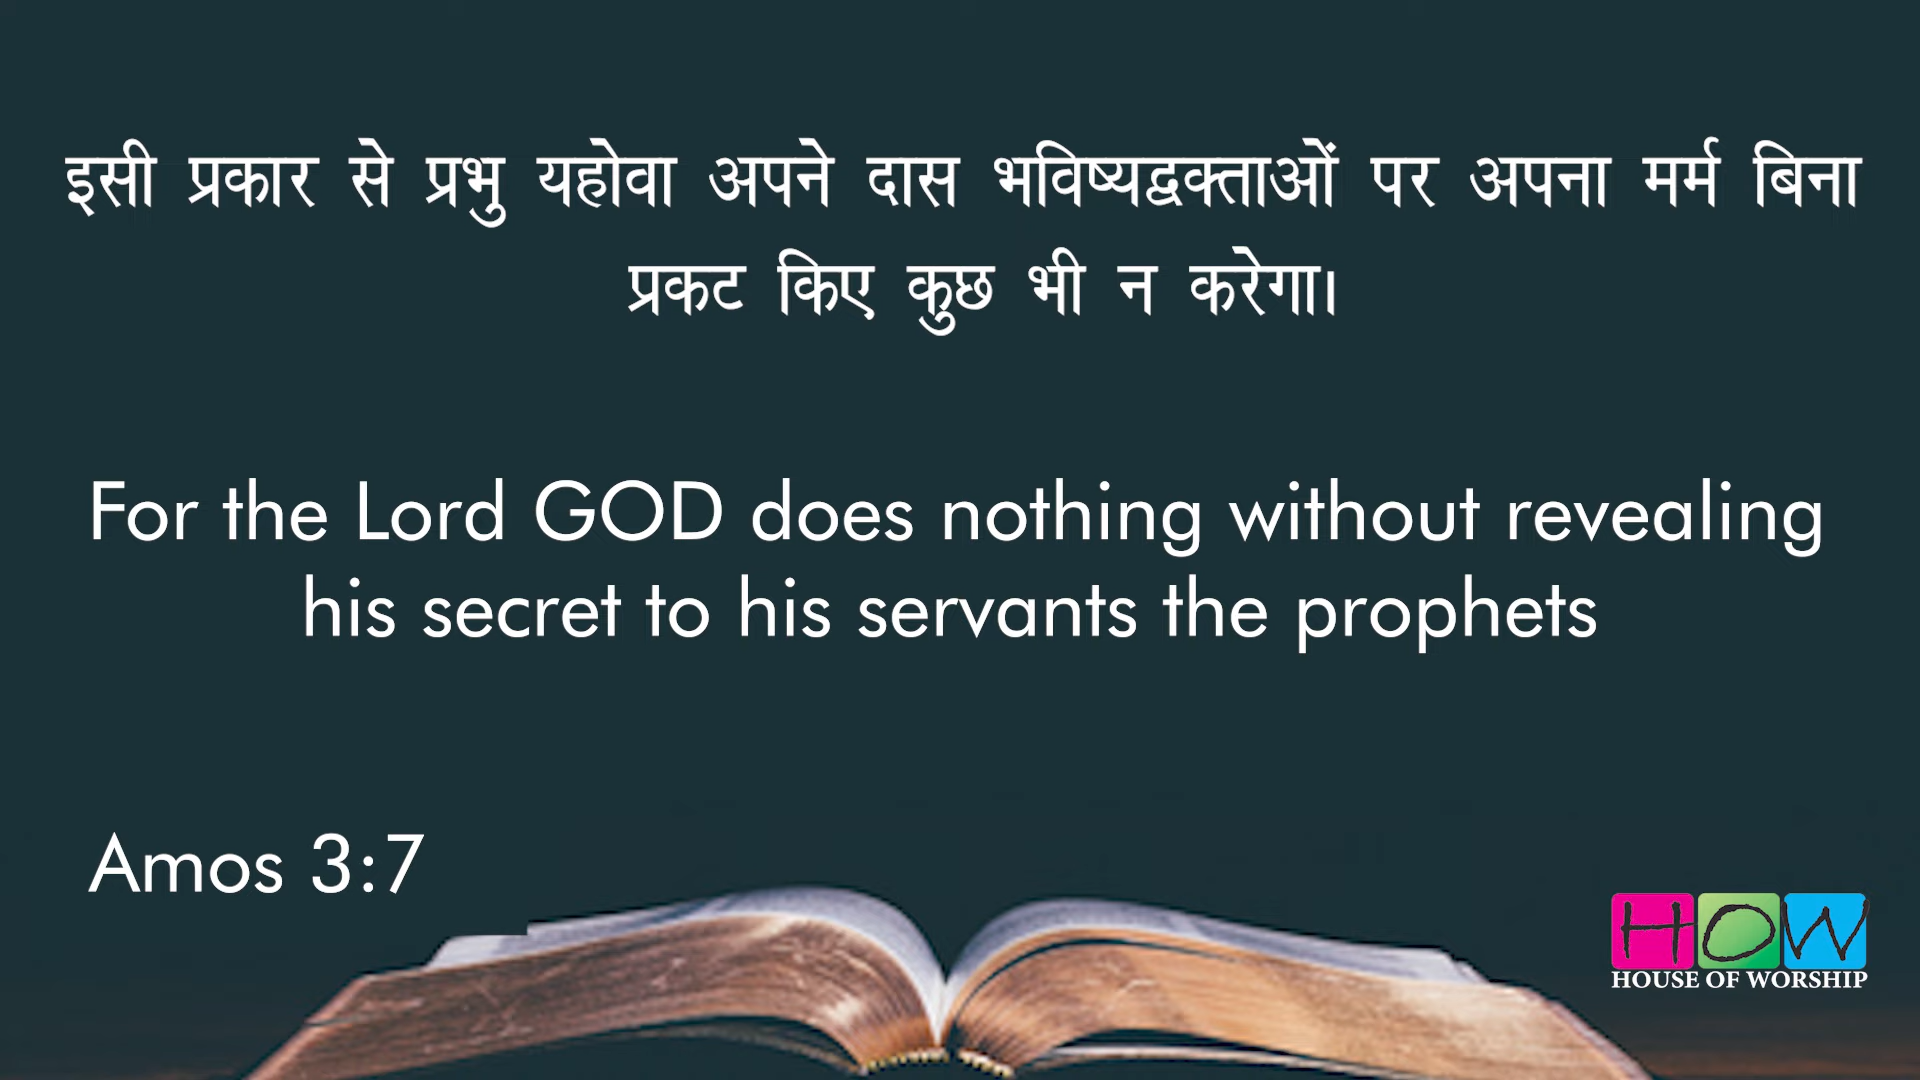 इसी प्रकार से प्रभु यहोवा अपने दास भविष्यद्वक्ताओं पर अपना मर्म बिना
प्रकट किए कुछ भी न करेगा।
For the Lord GOD does nothing without revealing
his secret to his servants the prophets
Amos 3:7
HOW
HOUSE OF WORSHIP